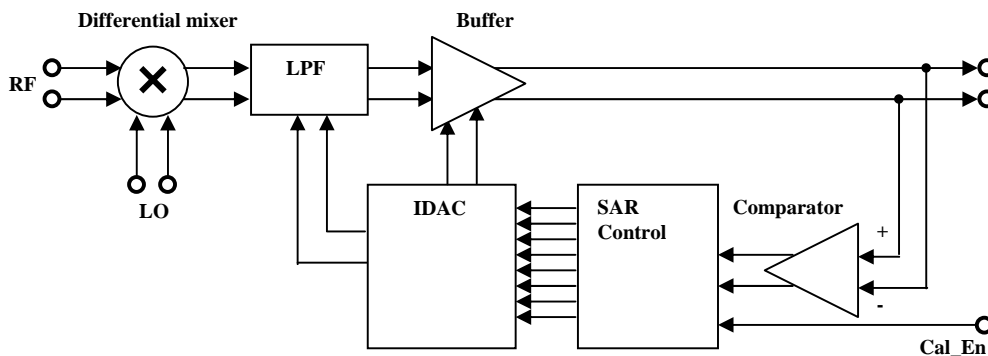 Differential mixer
Buffer
RF
LPF
LO
IDAC
SAR
Control
Comparator
+
-
Cal_En